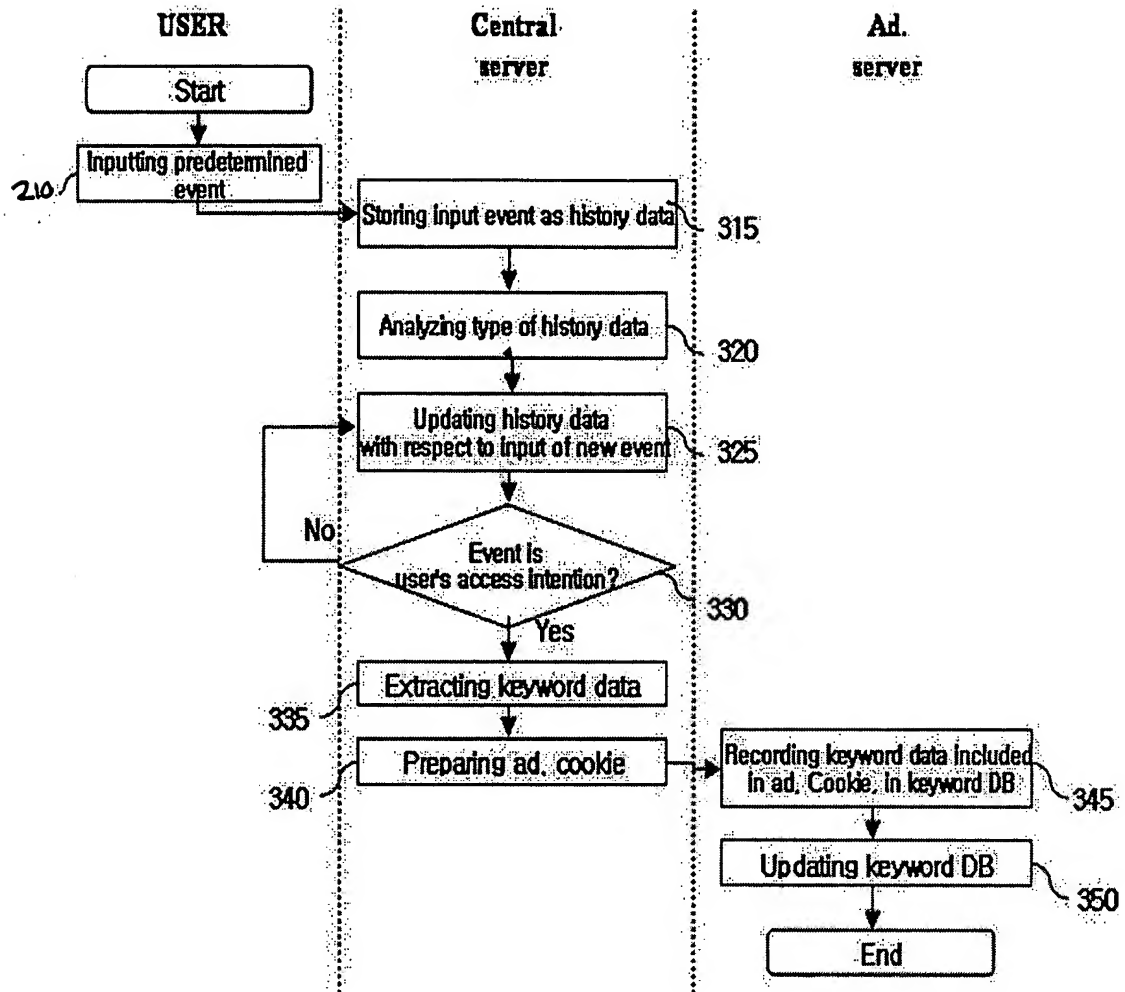 USER
Central
server
Ad.
server
Start
Inputting predetermined
event
210
Storing input event as history data
315
Analyzing type of history data
320
Updating history data
with respect to input of new event
325
No
Event is
user's access intention?
330
Yes
Extracting keyword data
335
Preparing ad, cookie
340
Recording keyword data included
in ad, Cookie, in keyword DB
345
Updating keyword DB
350
End